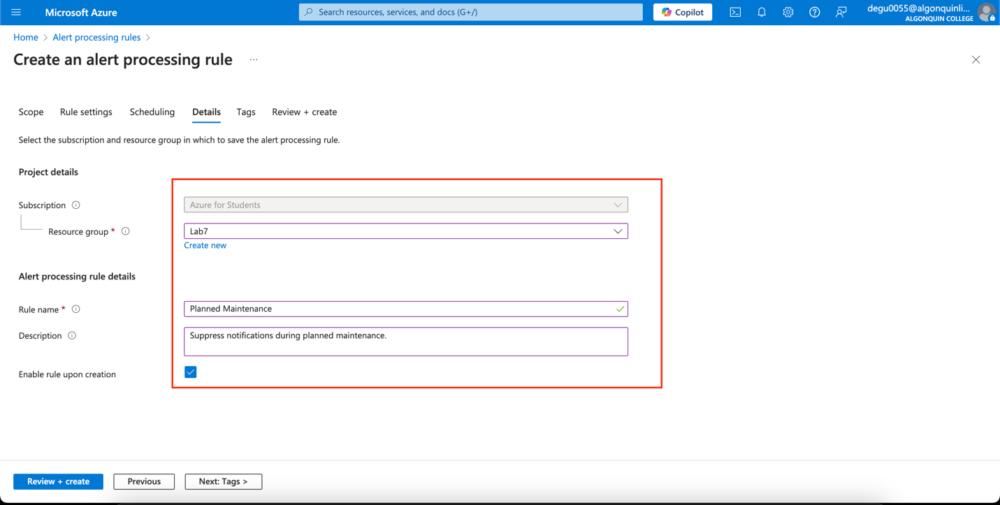 Microsoft Azure
Search resources, services, and docs (G+/)
Copilot
degu0055@algonquinli...
ALGONQUIN COLLEGE
Home > Alert processing rules >
Create an alert processing rule ...
Scope Rule settings Scheduling Details Tags Review + create
Select the subscription and resource group in which to save the alert processing rule.
Project details
Subscription
Azure for Students
Resource group *
Lab7
Create new
Alert processing rule details
Rule name *
Planned Maintenance
Description
Suppress notifications during planned maintenance.
Enable rule upon creation
Review + create Previous Next: Tags >